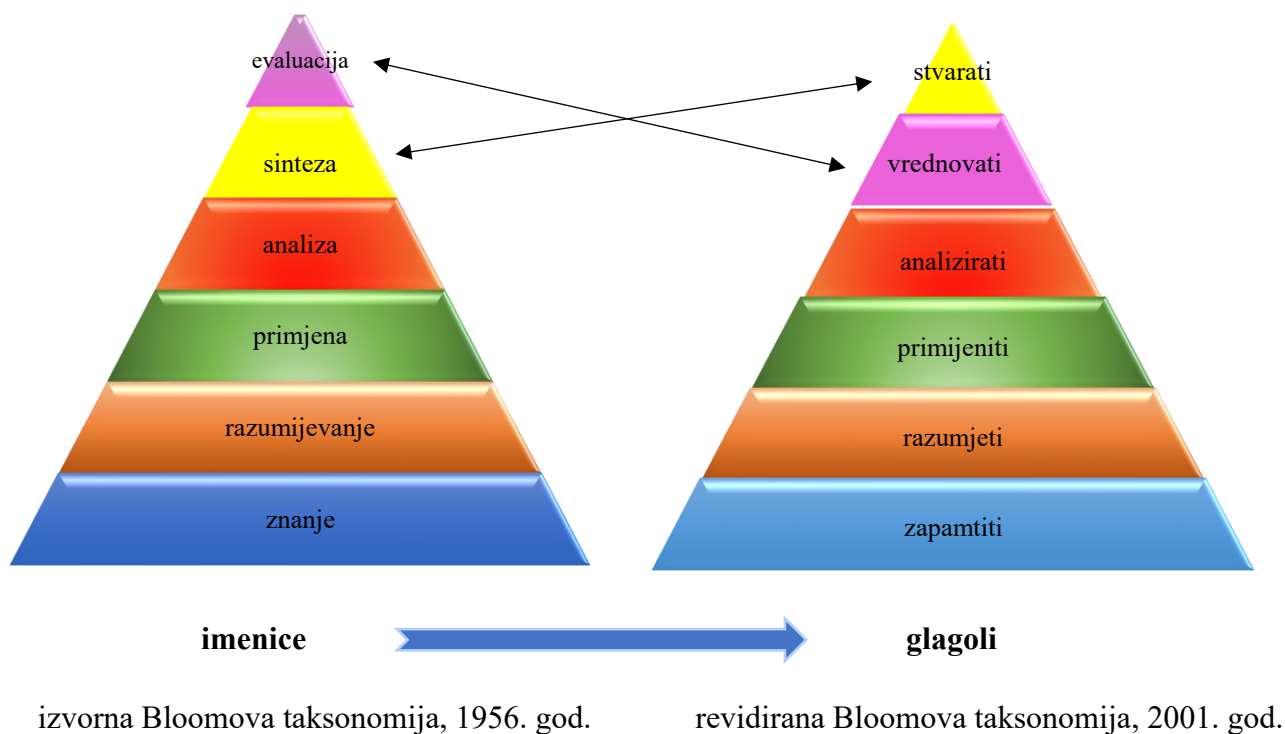 evaluacija
sinteza
analiza
primjena
razumijevanje
znanje
stvarati
vrednovati
analizirati
primijeniti
razumjeti
zapamtiti
imenice
glagoli
izvorna Bloomova taksonomija, 1956. god.
revidirana Bloomova taksonomija, 2001. god.